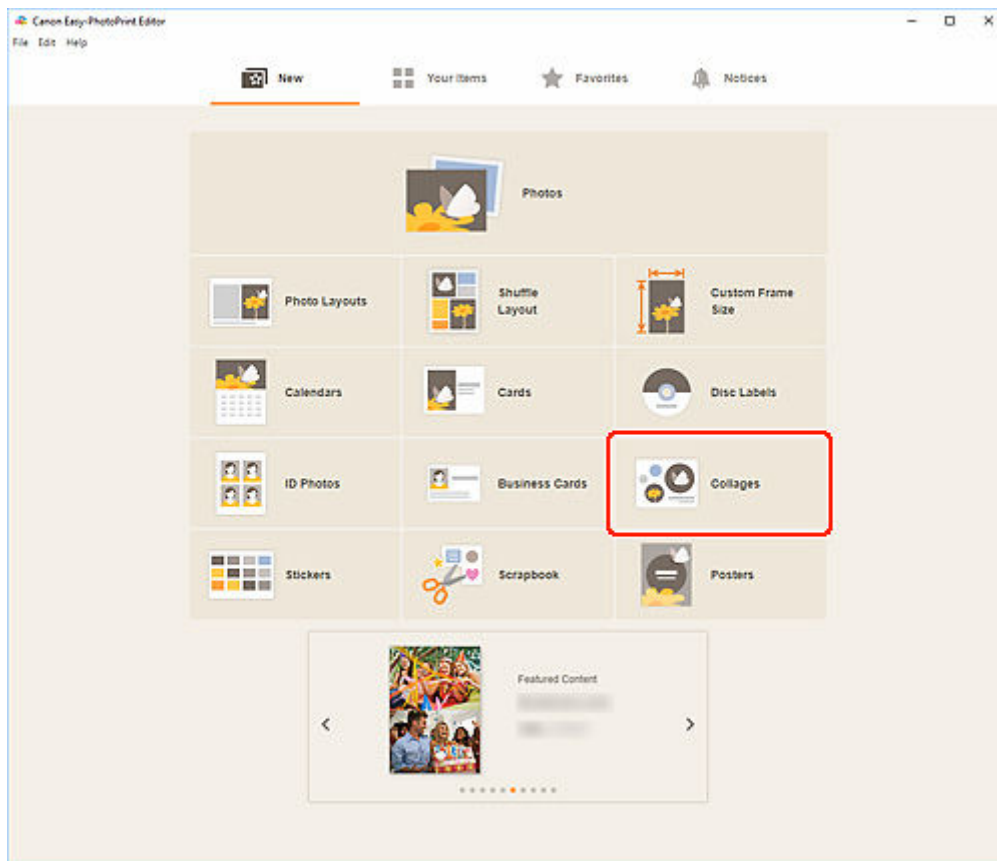 Canon Easy-PhotoPrint Editor
File Edit Help
New Your Items Favorites Notices
Photos
Photo Layouts
Shuffle
Layout
Custom Frame
Size
Calendars
Cards
Disc Labels
ID Photos
Business Cards
Collages
Stickers
Scrapbook
Posters
Featured Content